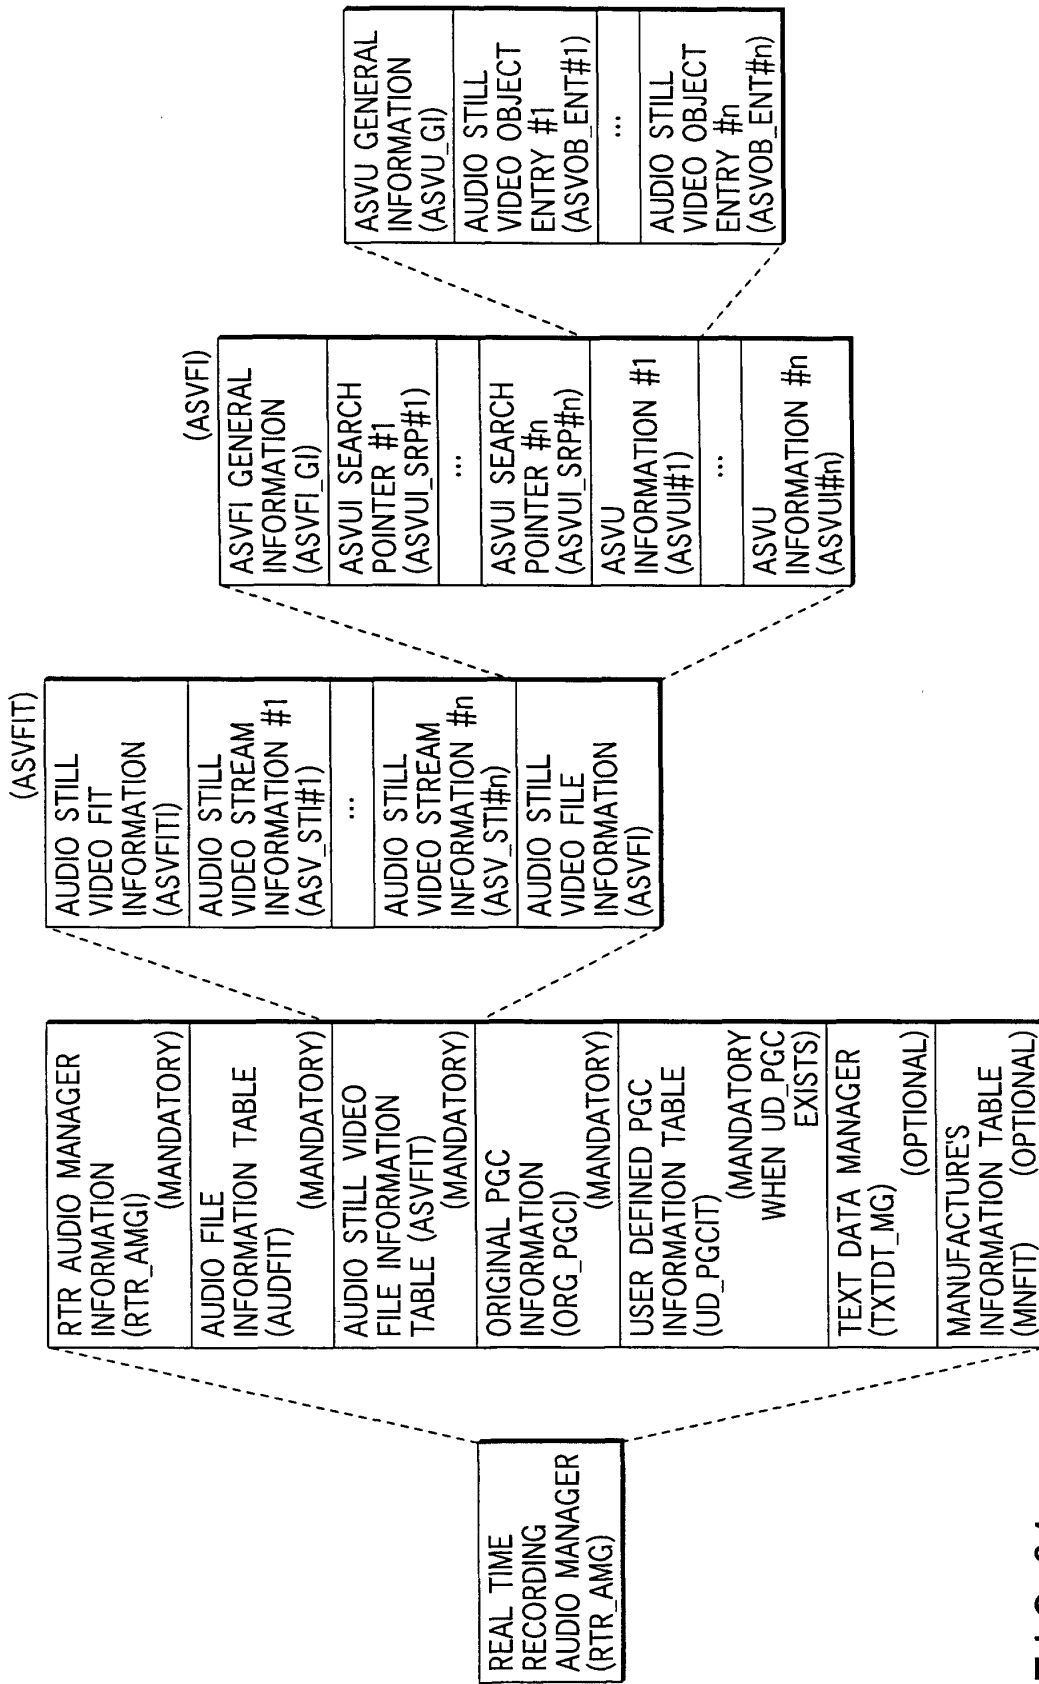 REAL TIME
RECORDING
AUDIO MANAGER
(RTR_AMG)
RTR AUDIO MANAGER
INFORMATION
(RTR_AMGI)
(MANDATORY)
AUDIO FILE
INFORMATION TABLE
(AUDFIT)
(MANDATORY)
AUDIO STILL VIDEO
FILE INFORMATION
TABLE (ASVFIT)
(MANDATORY)
ORIGINAL PGC
INFORMATION
(ORG_PGCI)
(MANDATORY)
USER DEFINED PGC
INFORMATION TABLE
(UD_PGCIT)
(MANDATORY
WHEN UD_PGC
EXISTS)
TEXT DATA MANAGER
(TXTDT_MG)
(OPTIONAL)
MANUFACTURE'S
INFORMATION TABLE
(MNFIT) (OPTIONAL)
(ASVFIT)
AUDIO STILL
VIDEO FIT
INFORMATION
(ASVFITI)
AUDIO STILL
VIDEO STREAM
INFORMATION #1
(ASV_STI#1)
...
AUDIO STILL
VIDEO STREAM
INFORMATION #n
(ASV_STI#n)
AUDIO STILL
VIDEO FILE
INFORMATION
(ASVFI)
(ASVFI)
ASVFI GENERAL
INFORMATION
(ASVFI_GI)
ASVUI SEARCH
POINTER #1
(ASVUI_SRP#1)
...
ASVUI SEARCH
POINTER #n
(ASVUI_SRP#n)
ASVU
INFORMATION #1
(ASVUI#1)
...
ASVU
INFORMATION #n
(ASVUI#n)
ASVU GENERAL
INFORMATION
(ASVU_GI)
AUDIO STILL
VIDEO OBJECT
ENTRY #1
(ASVOB_ENT#1)
...
AUDIO STILL
VIDEO OBJECT
ENTRY #n
(ASVOB_ENT#n)
FIG.